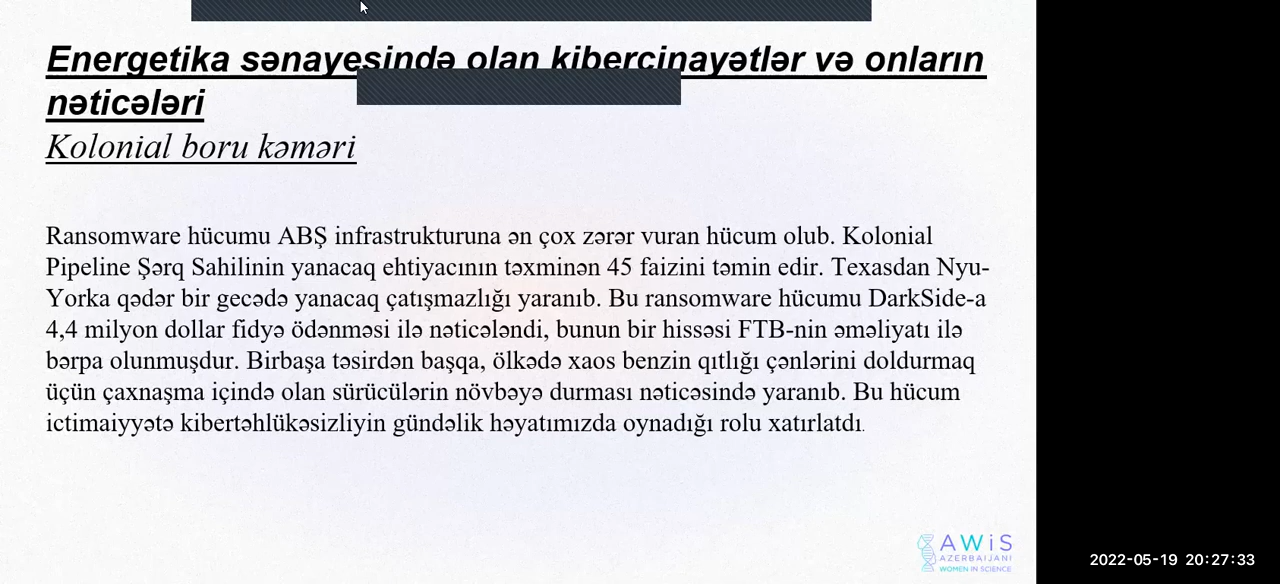 Energetika sənayesində olan kibercinayətlər və onların
nəticələri
Kolonial boru kəməri
Ransomware hücumu ABŞ infrastrukturuna ən çox zərər vuran hücum olub. Kolonial
Pipeline Şərq Sahilinin yanacaq ehtiyacının təxminən 45 faizini təmin edir. Texasdan Nyu-
Yorka qədər bir gecədə yanacaq çatışmazlığı yaranıb. Bu ransomware hücumu DarkSide-a
4,4 milyon dollar fidyə ödənməsi ilə nəticələndi, bunun bir hissəsi FTB-nin əməliyatı ilə
bərpa olunmuşdur. Birbaşa təsirdən başqa, ölkədə xaos benzin qıtlığı çənlərini doldurmaq
üçün çaxnaşma içində olan sürücülərin növbəyə durması nəticəsində yaranıb. Bu hücum
ictimaiyyətə kibertəhlükəsizliyin gündəlik həyatımızda oynadığı rolu xatırlatdı.
AWiS
AZERBAIJANI
WOMEN IN SCIENCE
2022-05-19 20:27:33